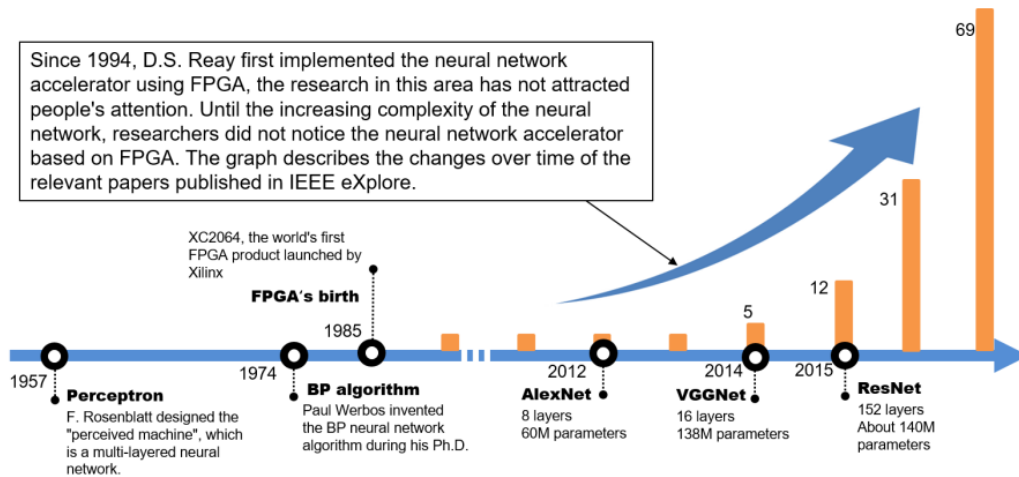 Since 1994, D.S. Reay first implemented the neural network
accelerator using FPGA, the research in this area has not attracted
people's attention. Until the increasing complexity of the neural
network, researchers did not notice the neural network accelerator
based on FPGA. The graph describes the changes over time of the
relevant papers published in IEEE eXplore.
69
31
12
5
XC2064, the world's first
FPGA product launched by
Xilinx
FPGA's birth
1985
1957
Perceptron
F. Rosenblatt designed the
"perceived machine", which
is a multi-layered neural
network.
1974
BP algorithm
Paul Werbos invented
the BP neural network
algorithm during his Ph.D.
2012
AlexNet
8 layers
60M parameters
2014
VGGNet
16 layers
138M parameters
2015
ResNet
152 layers
About 140M
parameters